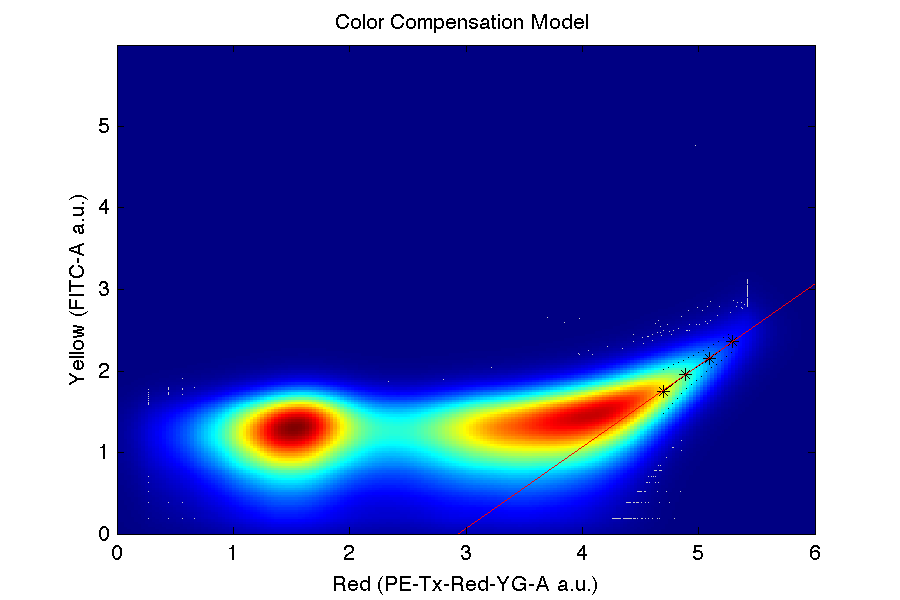 Color Compensation Model
Yellow (FITC-A a.u.)
5
4
3
2
1
0
0 1 2 3 4 5 6
Red (PE-Tx-Red-YG-A a.u.)